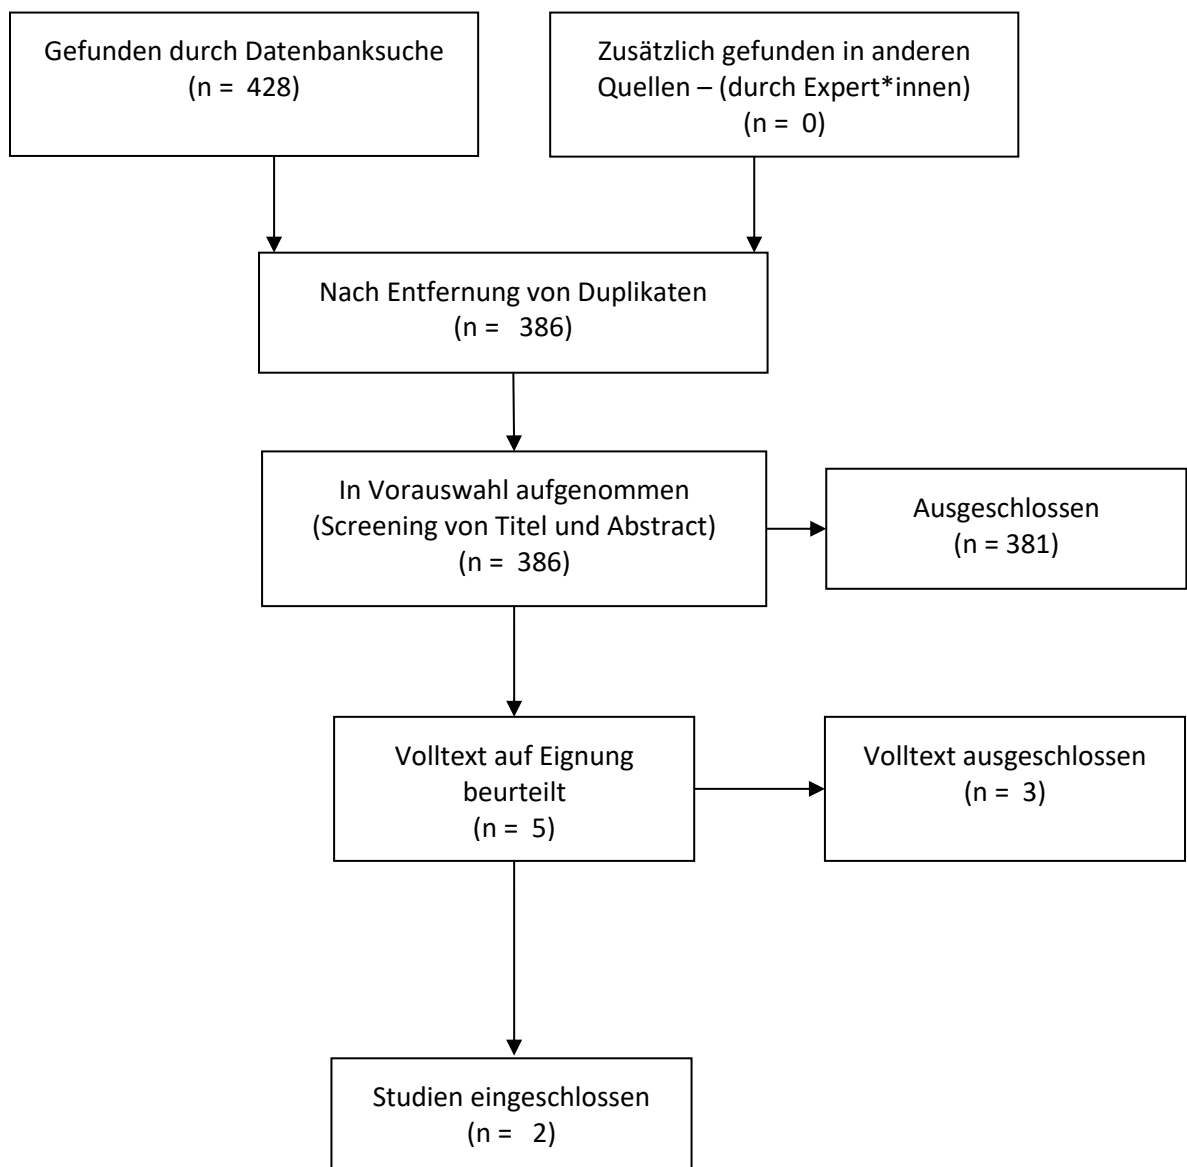 Gefunden durch Datenbanksuche
(n = 428)
Zusätzlich gefunden in anderen
Quellen – (durch Expert*innen)
(n = 0)
Nach Entfernung von Duplikaten
(n = 386)
In Vorauswahl aufgenommen
(Screening von Titel und Abstract)
(n = 386)
Ausgeschlossen
(n = 381)
Volltext auf Eignung
beurteilt
(n = 5)
Volltext ausgeschlossen
(n = 3)
Studien eingeschlossen
(n = 2)